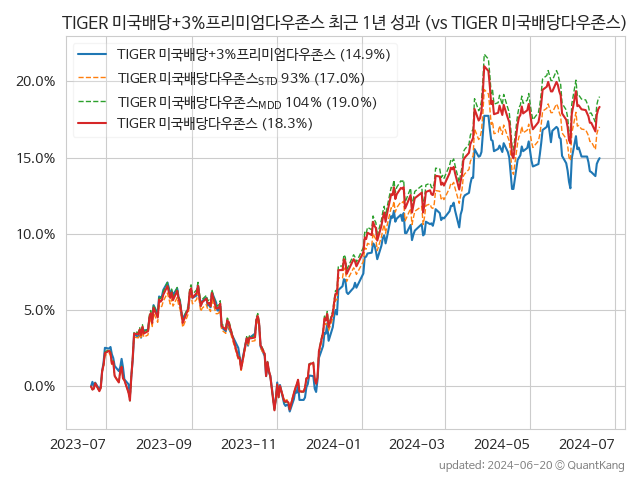 TIGER 미국배당+3%프리미엄다우존스 최근 1년 성과 (vs TIGER 미국배당다우존스)
TIGER 미국배당+3%프리미엄다우존스 (14.9%)
TIGER 미국배당다우존스STD 93% (17.0%)
TIGER 미국배당다우존스MDD 104% (19.0%)
TIGER 미국배당다우존스 (18.3%)
20.0%
15.0%
10.0%
5.0%
0.0%
2023-07 2023-09 2023-11 2024-01 2024-03 2024-05 2024-07
updated: 2024-06-20 © QuantKang